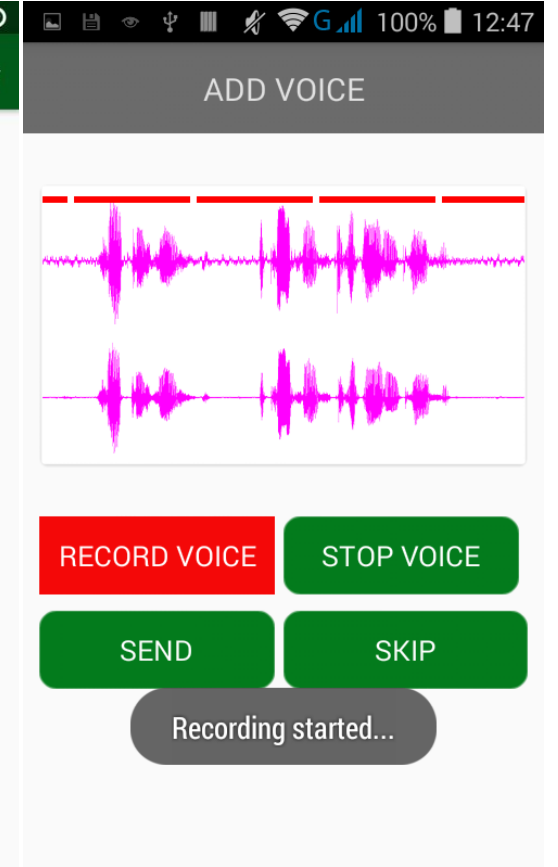 G 100% 12:47
ADD VOICE
RECORD VOICE STOP VOICE
SEND SKIP
Recording started...